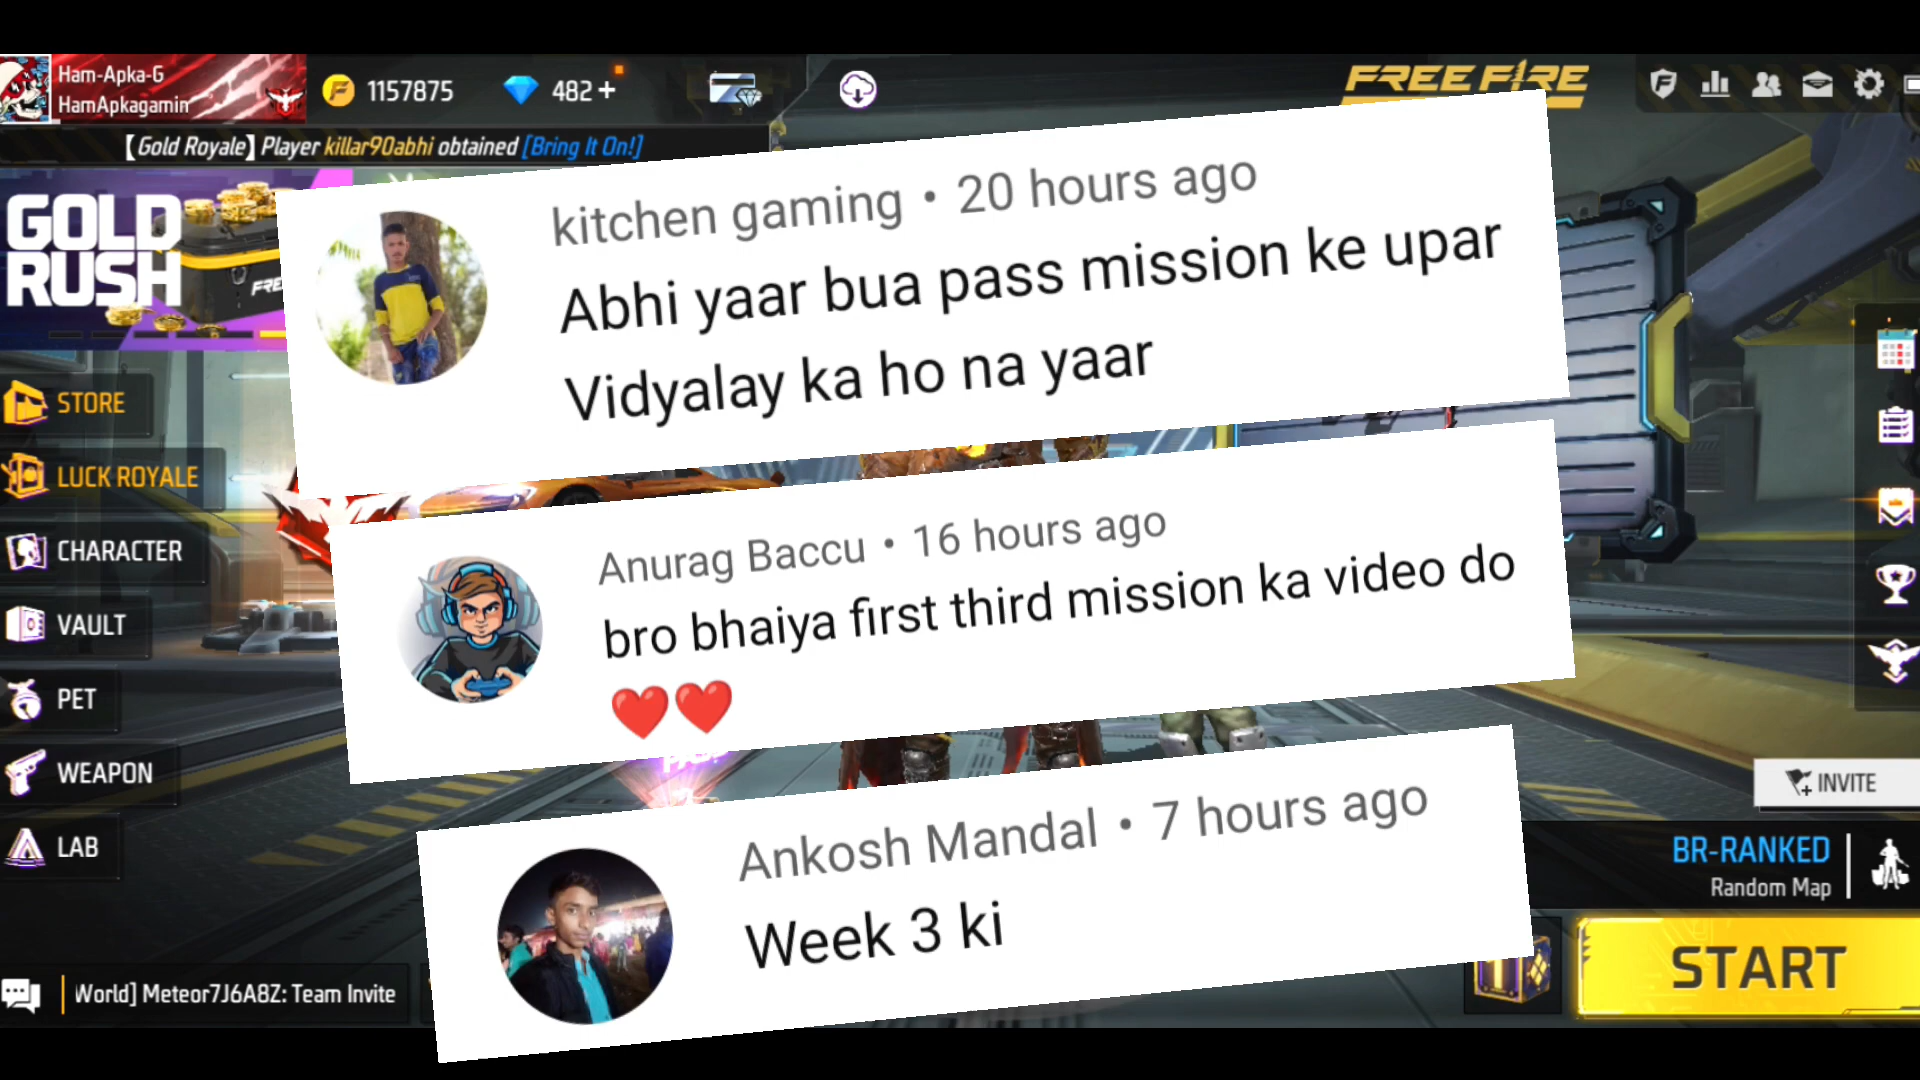 Ham-Apka-G
HamApkagamin
1157875
482+
FREE FIRE
【Gold Royale】Player killar90abhi obtained [Bring It On!]
GOLD
RUSH
FRE
kitchen gaming • 20 hours ago
Abhi yaar bua pass mission ke upar
Vidyalay ka ho na yaar
STORE
LUCK ROYALE
CHARACTER
VAULT
PET
WEAPON
LAB
Anurag Baccu • 16 hours ago
bro bhaiya first third mission ka video do
❤️❤️
Ankosh Mandal • 7 hours ago
Week 3 ki
INVITE
BR-RANKED
Random Map
START
World] Meteor7J6A8Z: Team Invite